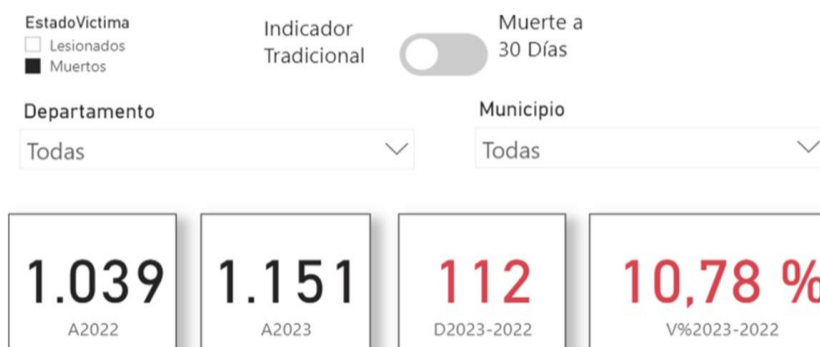 EstadoVictima
Lesionados
Muertos
Indicador
Tradicional
Muerte a
30 Días
Departamento
Todas
Municipio
Todas
1.039
A2022
1.151
A2023
112
D2023-2022
10,78 %
V%2023-2022